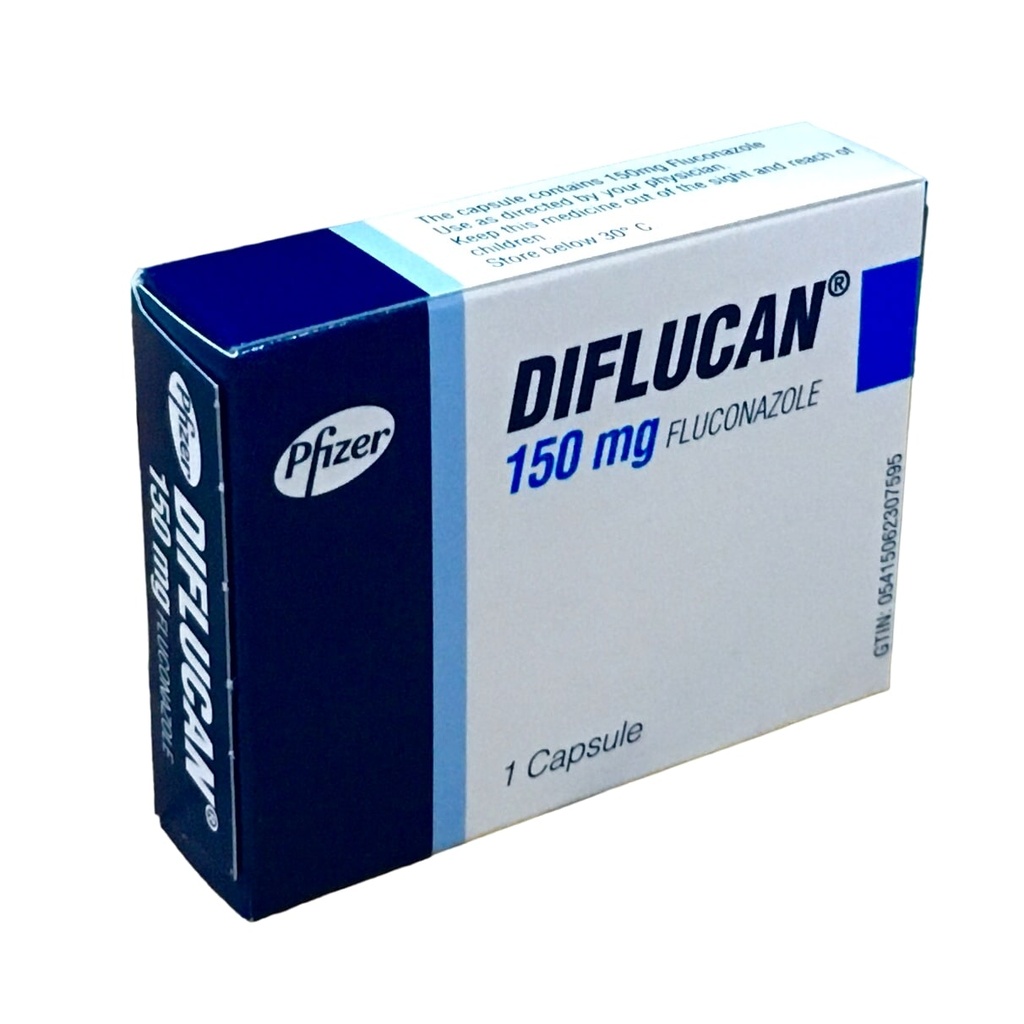 The capsule contains 150mg Fluconazole
Use as directed by your physician.
Keep this medicine out of the sight and reach of
children
Store below 30° C
DIFLUCAN®
150 mg FLUCONAZOLE
Pfizer
1 Capsule
GTIN: 05415062307595
Pfizer
DIFLUCAN®
150 mg FLUCONAZOLE